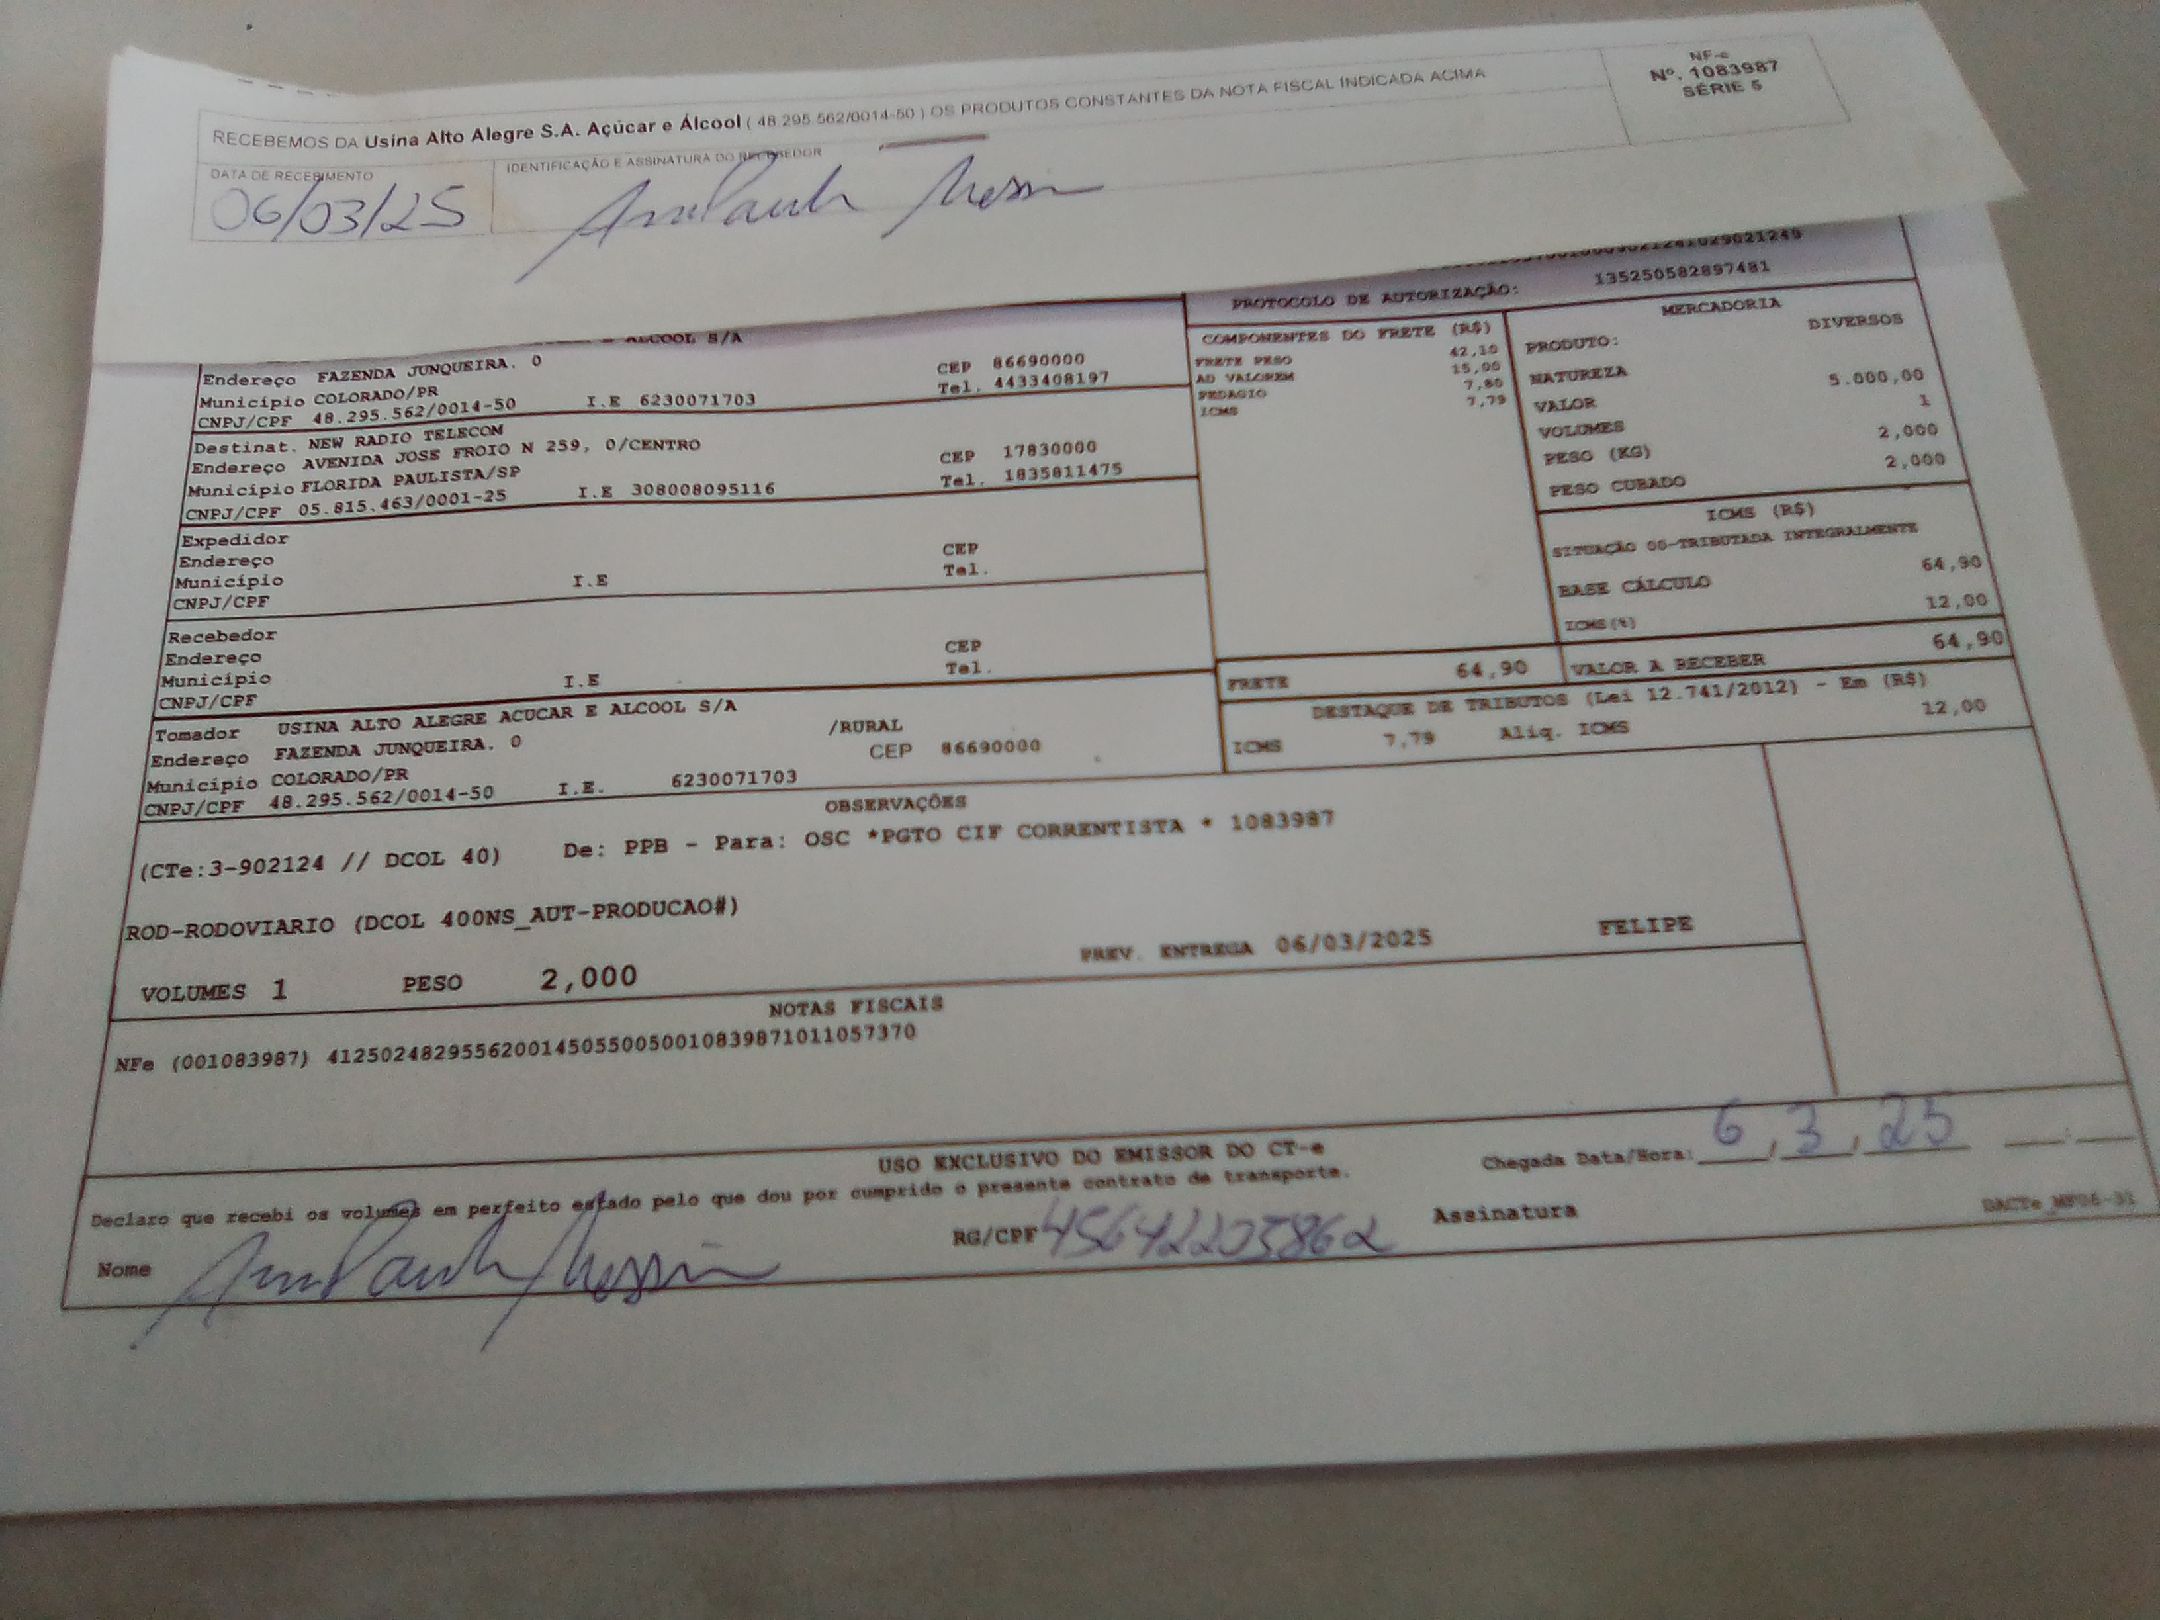 NF-e
Nº. 1083987
SÉRIE 5
RECEBEMOS DA Usina Alto Alegre S.A. Açúcar e Álcool ( 48.295.562/0014-50 ) OS PRODUTOS CONSTANTES DA NOTA FISCAL INDICADA ACIMA
DATA DE RECEBIMENTO
IDENTIFICAÇÃO E ASSINATURA DO RECEBEDOR
06/03/25
PROTOCOLO DE AUTORIZAÇÃO: 135250582897481
E ALCOOL S/A
Endereço FAZENDA JUNQUEIRA, 0 CEP 86690000
Município COLORADO/PR Tel. 4433408197
CNPJ/CPF 48.295.562/0014-50 I.E 6230071703
Destinat. NEW RADIO TELECOM
Endereço AVENIDA JOSE FROIO N 259, 0/CENTRO CEP 17830000
Município FLORIDA PAULISTA/SP Tel. 1835811475
CNPJ/CPF 05.815.463/0001-25 I.E 308008095116
Expedidor
Endereço CEP
Município I.E Tel.
CNPJ/CPF
Recebedor
Endereço CEP
Município I.E Tel.
CNPJ/CPF
Tomador USINA ALTO ALEGRE ACUCAR E ALCOOL S/A
Endereço FAZENDA JUNQUEIRA, 0 /RURAL
Município COLORADO/PR CEP 86690000
CNPJ/CPF 48.295.562/0014-50 I.E. 6230071703
COMPONENTES DO FRETE (R$)
FRETE PESO 42,10
AD VALOREM 15,00
PEDAGIO 7,80
ICMS 7,79
MERCADORIA
PRODUTO: DIVERSOS
NATUREZA
VALOR 5.000,00
VOLUMES 1
PESO (KG) 2,000
PESO CUBADO 2,000
ICMS (R$)
SITUAÇÃO 00-TRIBUTADA INTEGRALMENTE
BASE CÁLCULO 64,90
ICMS(%) 12,00
FRETE 64,90
VALOR A RECEBER 64,90
DESTAQUE DE TRIBUTOS (Lei 12.741/2012) - Em (R$)
ICMS 7,79 Aliq. ICMS 12,00
OBSERVAÇÕES
(CTe:3-902124 // DCOL 40) De: PPB - Para: OSC *PGTO CIF CORRENTISTA * 1083987
ROD-RODOVIARIO (DCOL 400NS_AUT-PRODUCAO#)
VOLUMES 1 PESO 2,000 PREV. ENTREGA 06/03/2025 FELIPE
NOTAS FISCAIS
NFe (001083987) 41250248295562001450550050010839871011057370
USO EXCLUSIVO DO EMISSOR DO CT-e
Declaro que recebi os volumes em perfeito estado pelo que dou por cumprido o presente contrato de transporte.
Chegada Data/Hora: 6/3/25
Nome
RG/CPF 45642203862
Assinatura